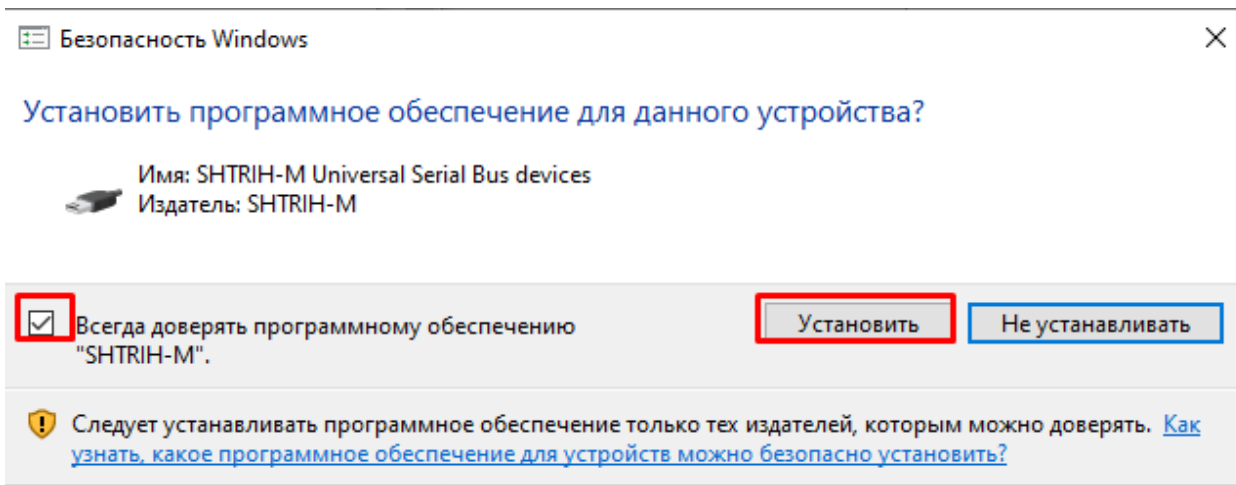 Безопасность Windows
Установить программное обеспечение для данного устройства?
Имя: SHTRIH-M Universal Serial Bus devices
Издатель: SHTRIH-M
Всегда доверять программному обеспечению
"SHTRIH-M".
Установить
Не устанавливать
Следует устанавливать программное обеспечение только тех издателей, которым можно доверять. Как
узнать, какое программное обеспечение для устройств можно безопасно установить?